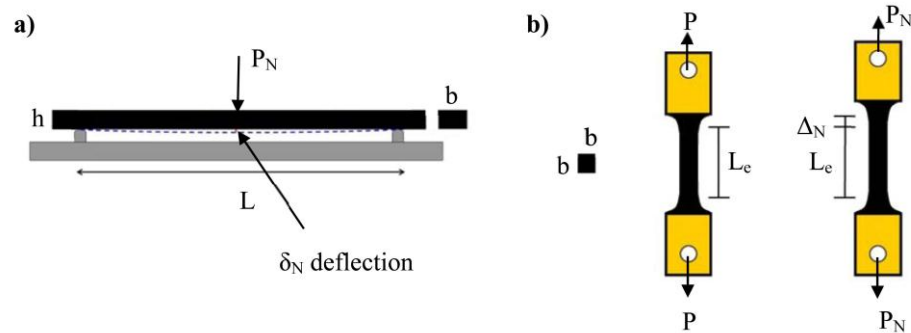 a)
P_N
h
b
L
δ_N deflection
b)
P
P_N
b
b
Δ_N
L_e
L_e
P
P_N